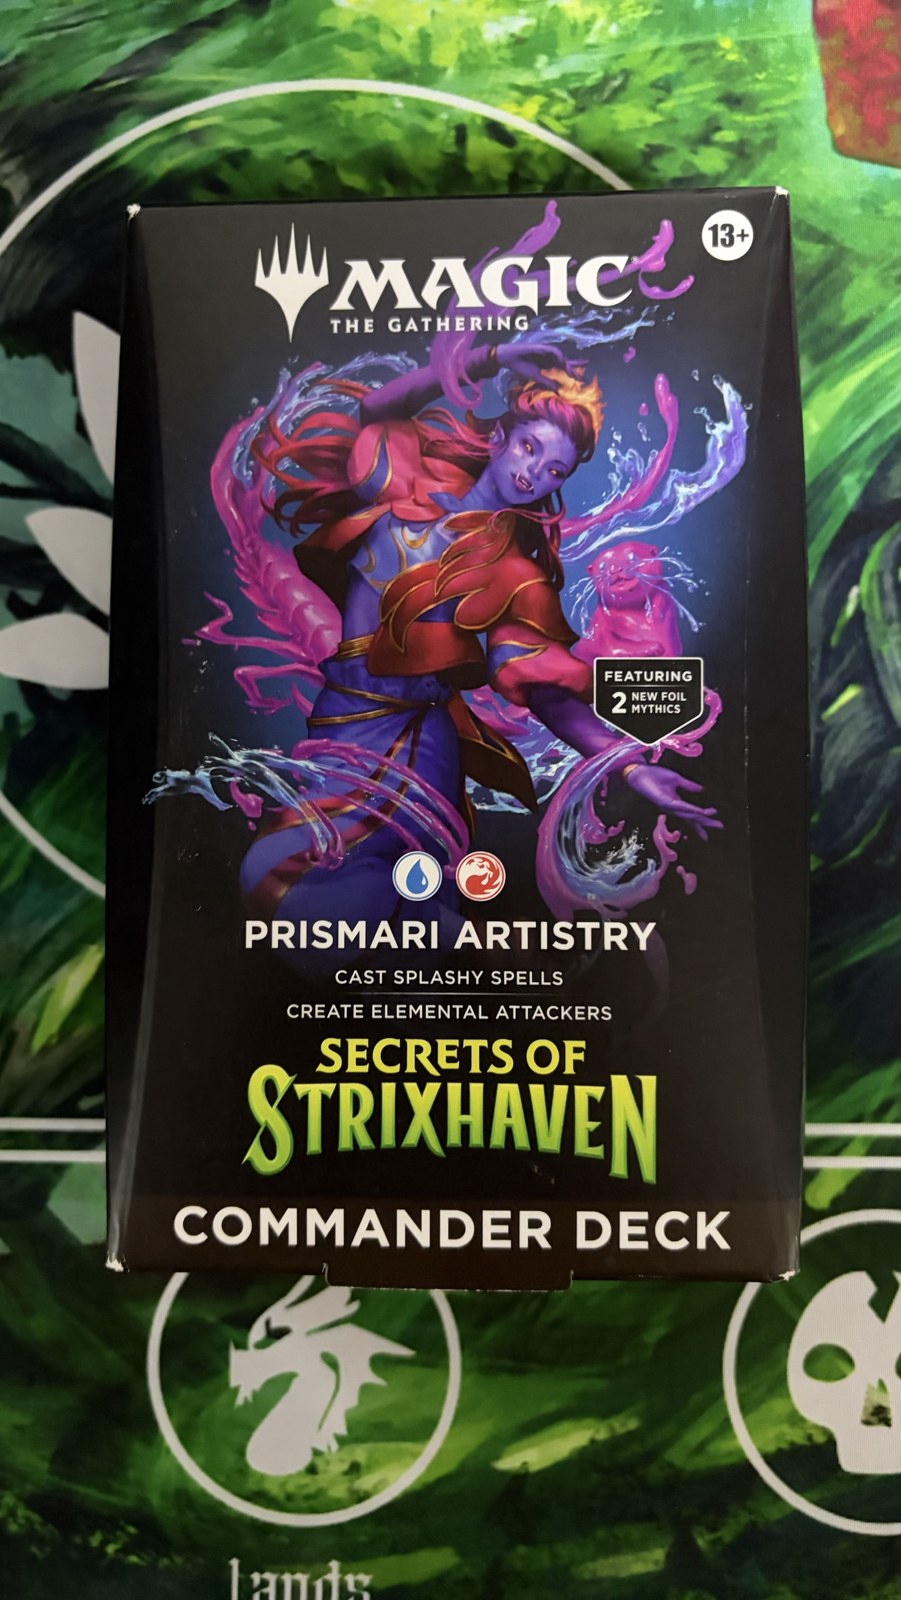 13+
MAGIC
THE GATHERING
FEATURING
2 NEW FOIL
MYTHICS
PRISMARI ARTISTRY
CAST SPLASHY SPELLS
CREATE ELEMENTAL ATTACKERS
SECRETS OF
STRIXHAVEN
COMMANDER DECK
Lands